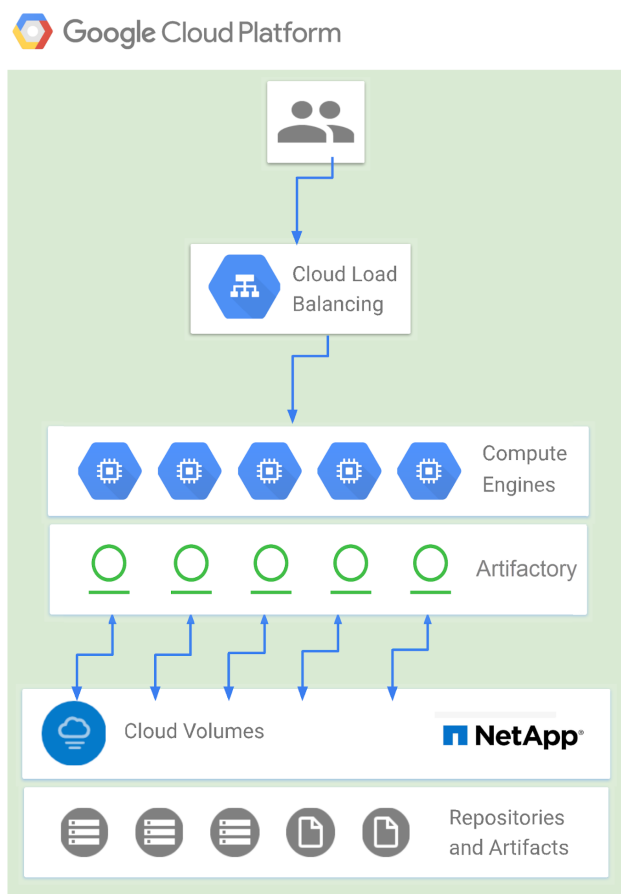 Google Cloud Platform
Cloud Load
Balancing
Compute
Engines
Artifactory
Cloud Volumes
NetApp®
Repositories
and Artifacts